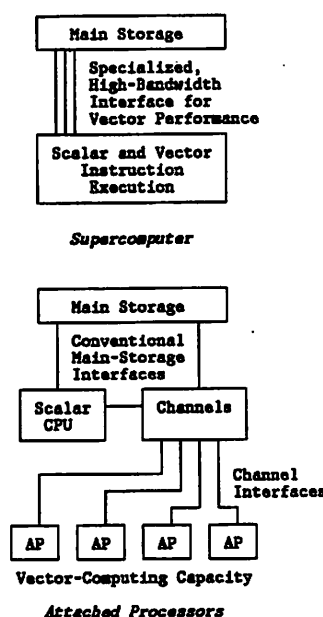 Main Storage
Specialized,
High-Bandwidth
Interface for
Vector Performance
Scalar and Vector
Instruction
Execution
Supercomputer
Main Storage
Conventional
Main-Storage
Interfaces
Scalar
CPU
Channels
Channel
Interfaces
AP AP AP AP
Vector-Computing Capacity
Attached Processors